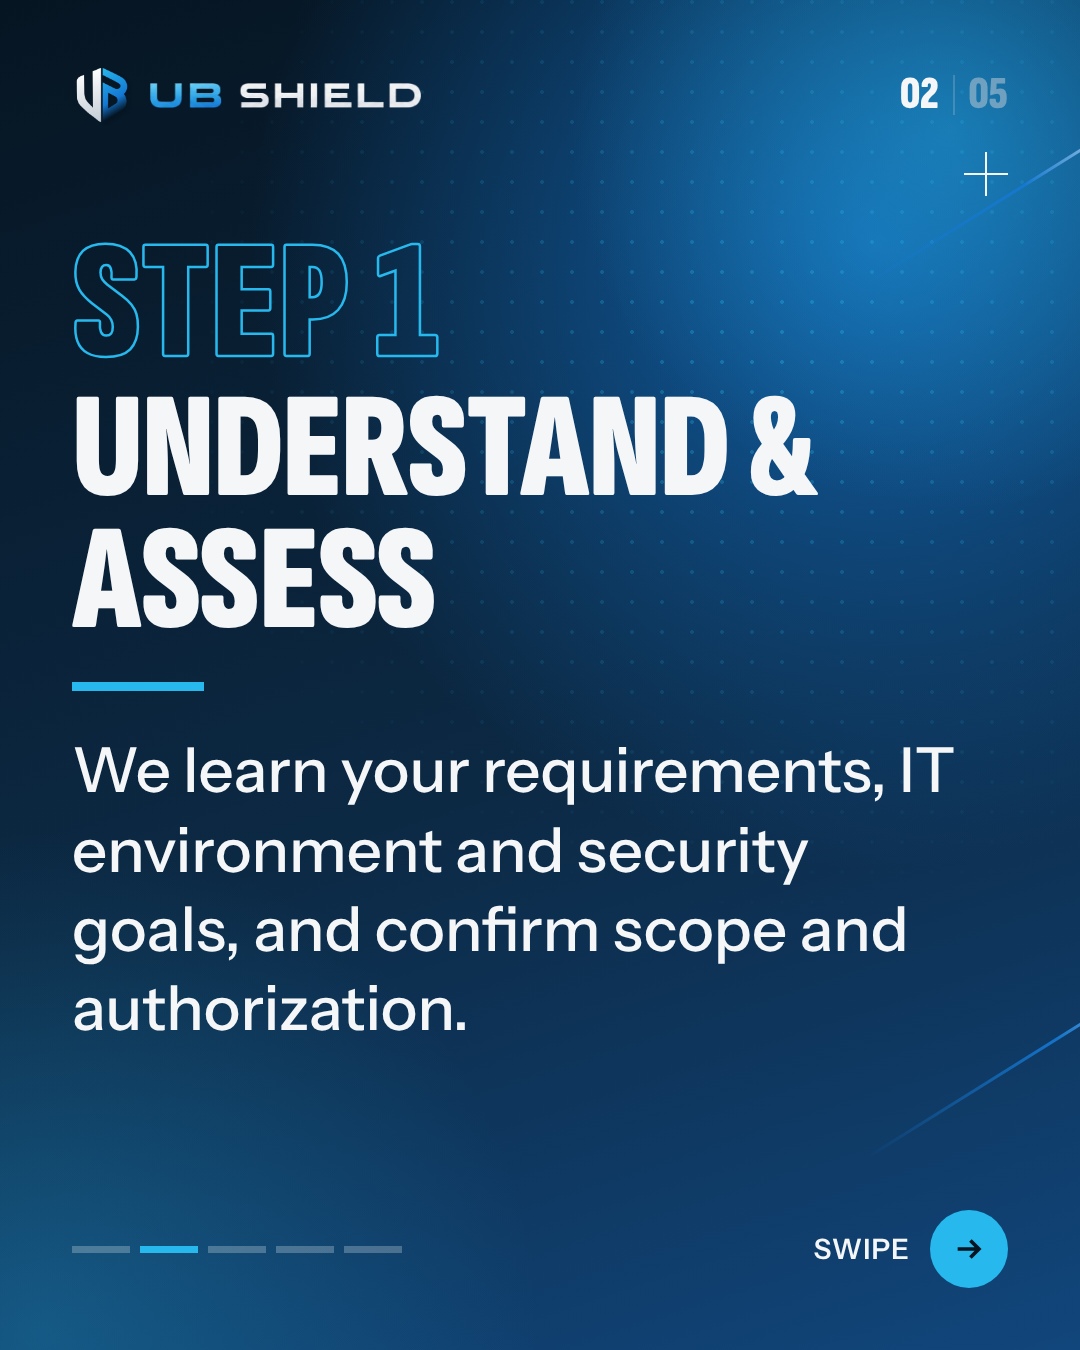 UB SHIELD
02 | 05
STEP 1
UNDERSTAND &
ASSESS
We learn your requirements, IT
environment and security
goals, and confirm scope and
authorization.
SWIPE